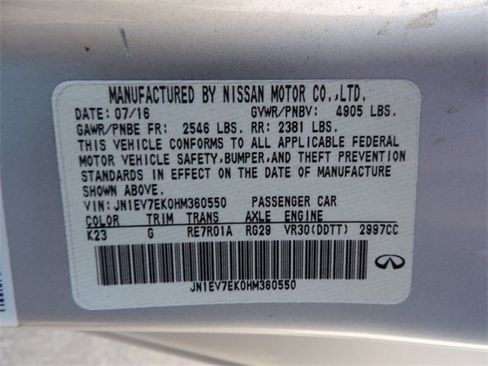 MANUFACTURED BY NISSAN MOTOR CO.,LTD.
DATE: 07/16 GVWR/PNBV: 4905 LBS.
GAWR/PNBE FR: 2546 LBS. RR: 2381 LBS.
THIS VEHICLE CONFORMS TO ALL APPLICABLE FEDERAL
MOTOR VEHICLE SAFETY,BUMPER,AND THEFT PREVENTION
STANDARDS IN EFFECT ON THE DATE OF MANUFACTURE
SHOWN ABOVE.
VIN: JN1EV7EK0HM360550 PASSENGER CAR
COLOR TRIM TRANS AXLE ENGINE
K23 G RE7R01A RG29 VR30(DDTT) 2997CC
JN1EV7EK0HM360550